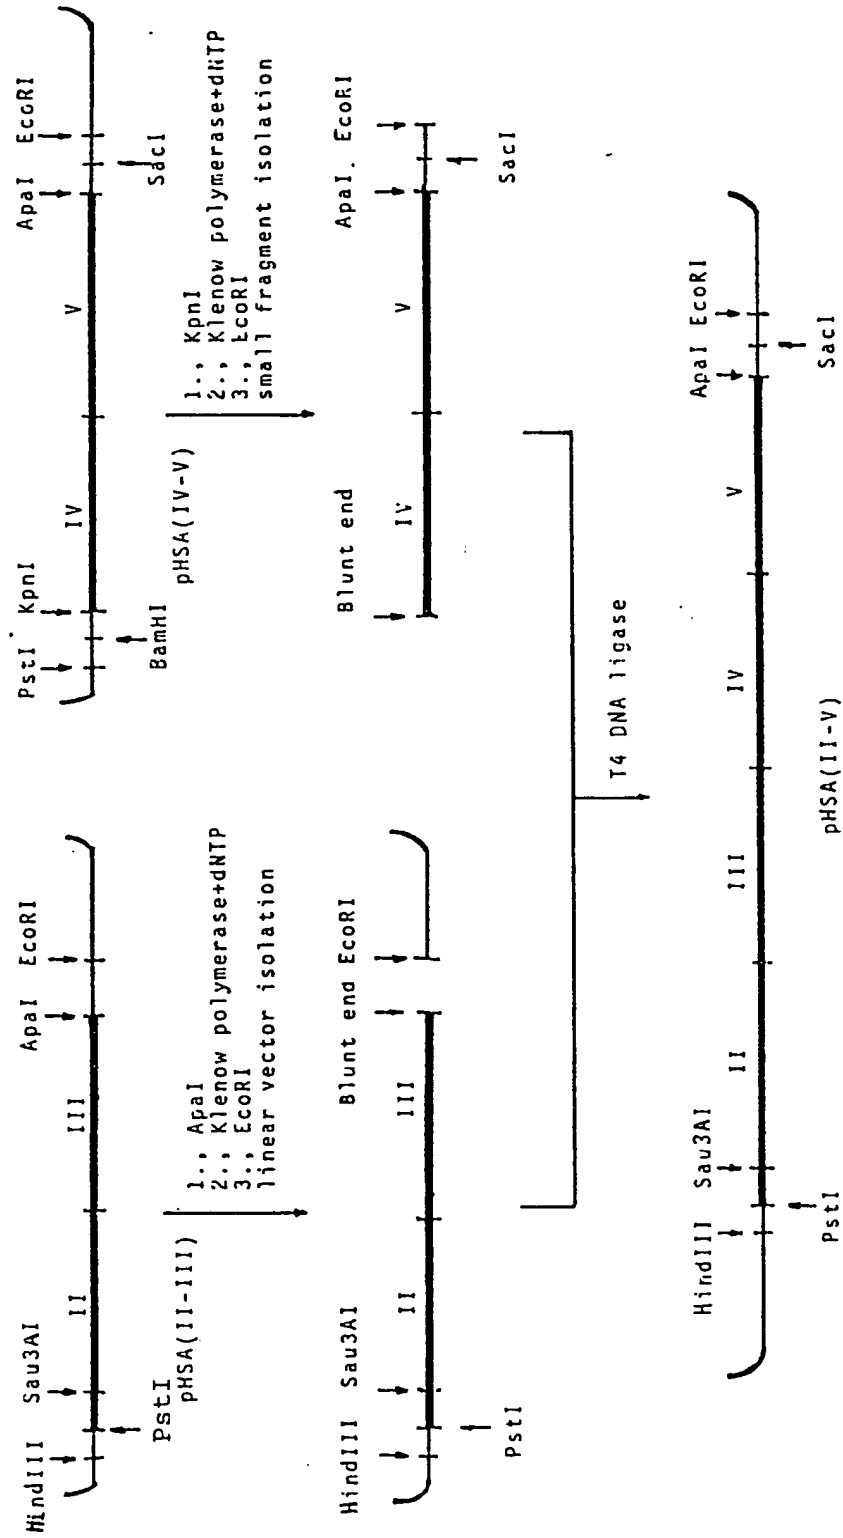 HindIII Sau3AI ApaI EcoRI
II III
PstI
pHSA(II-III)
PstI KpnI ApaI EcoRI
IV V
BamHI SacI
pHSA(IV-V)
1., ApaI
2., Klenow polymerase+dNTP
3., EcoRI
linear vector isolation
1., KpnI
2., Klenow polymerase+dNTP
3., EcoRI
small fragment isolation
HindIII Sau3AI Blunt end EcoRI
II III
PstI
Blunt end ApaI. EcoRI
IV V
SacI
T4 DNA ligase
HindIII Sau3AI ApaI EcoRI
II III IV V
PstI SacI
pHSA(II-V)